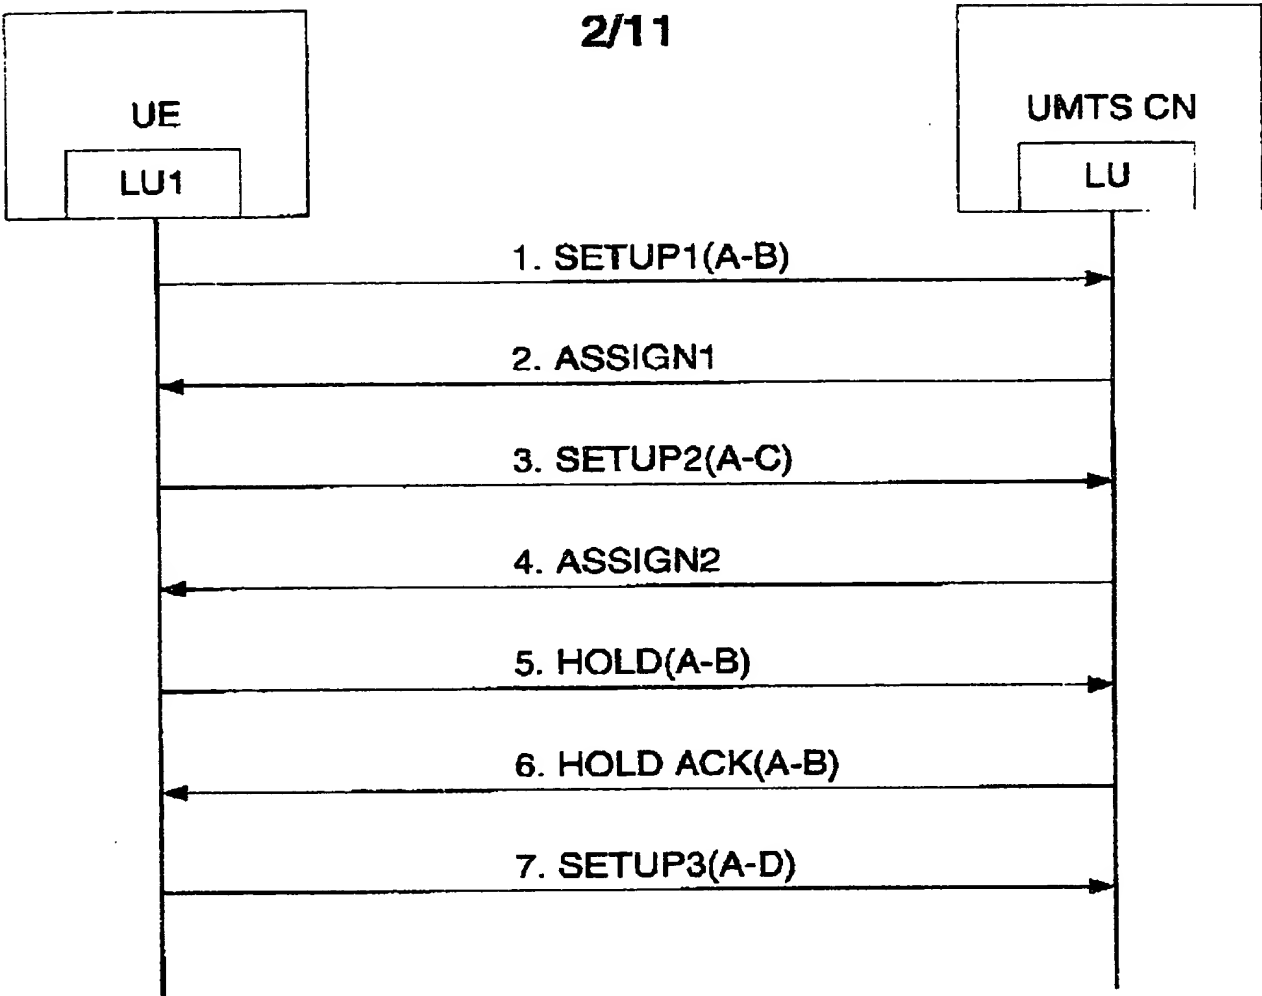 2/11
UE
UMTS CN
LU1
LU
1. SETUP1(A-B)
2. ASSIGN1
3. SETUP2(A-C)
4. ASSIGN2
5. HOLD(A-B)
6. HOLD ACK(A-B)
7. SETUP3(A-D)